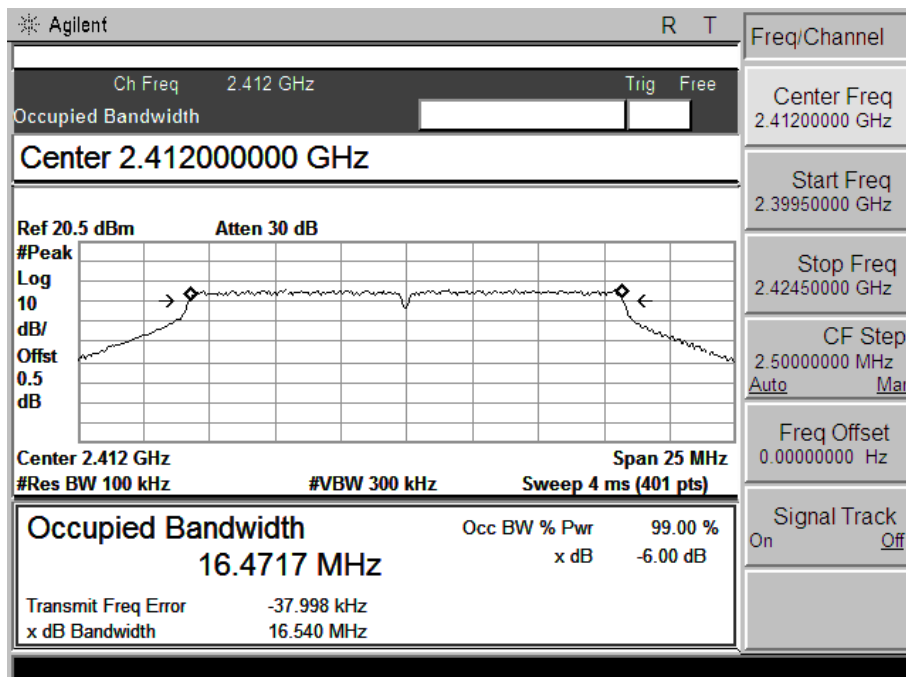 Agilent R T
Ch Freq 2.412 GHz Trig Free
Occupied Bandwidth
Center 2.412000000 GHz
Ref 20.5 dBm Atten 30 dB
#Peak
Log
10
dB/
Offst
0.5
dB
Center 2.412 GHz Span 25 MHz
#Res BW 100 kHz #VBW 300 kHz Sweep 4 ms (401 pts)
Occupied Bandwidth
16.4717 MHz
Occ BW % Pwr 99.00 %
x dB -6.00 dB
Transmit Freq Error -37.998 kHz
x dB Bandwidth 16.540 MHz
Freq/Channel
Center Freq
2.41200000 GHz
Start Freq
2.39950000 GHz
Stop Freq
2.42450000 GHz
CF Step
2.50000000 MHz
Auto Mar
Freq Offset
0.00000000 Hz
Signal Track
On Off